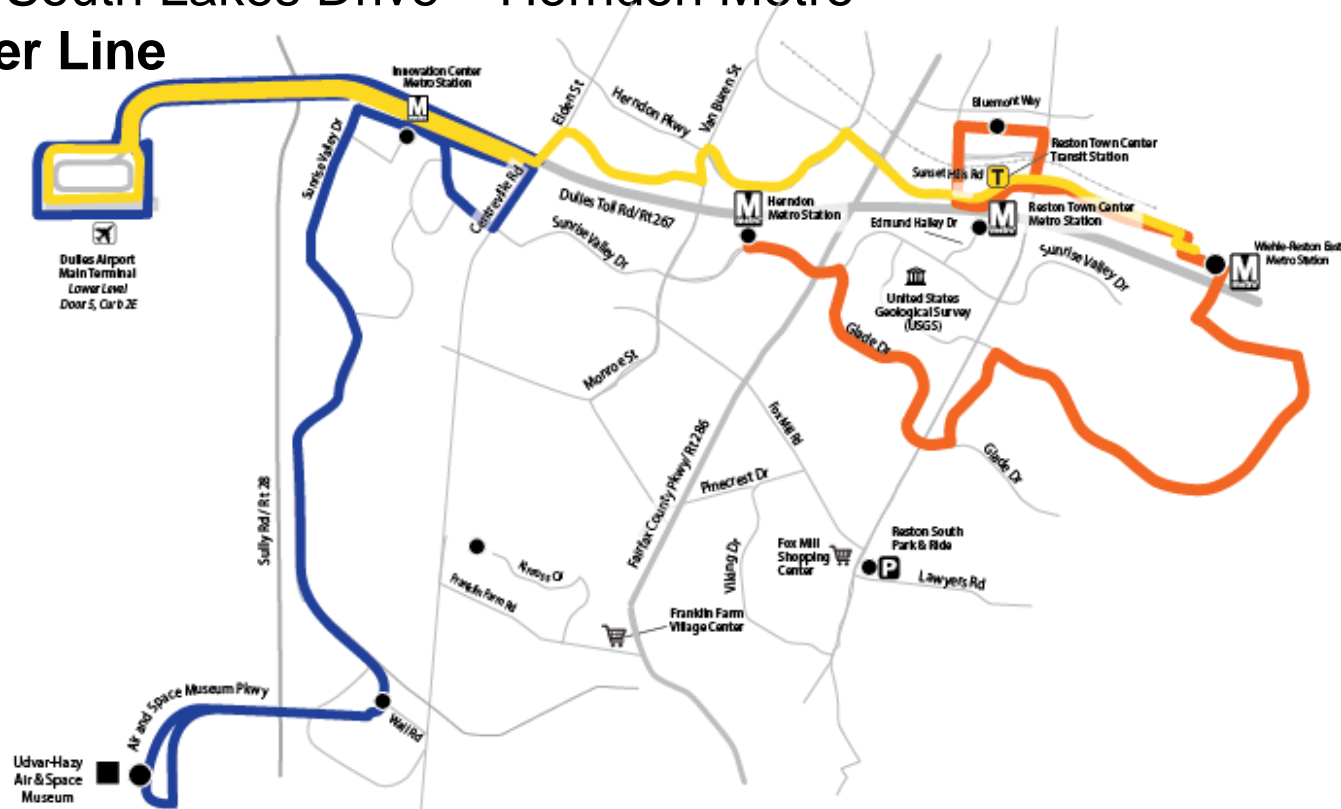 South Lakes Drive – Herndon Metro
er Line
Innovation Center
Metro Station
Elden St
Herndon Pkwy
Van Buren St
Bluemont Way
Reston Town Center
Transit Station
Sunrise Valley Dr
Sunset Hills Rd
T
M
Centreville Rd
Dulles Toll Rd/Rt 267
M
Herndon
Metro Station
M
Reston Town Center
Metro Station
Edmund Halley Dr
Sunrise Valley Dr
Sunrise Valley Dr
Wiehle-Reston East
Metro Station
M
Dulles Airport
Main Terminal
Lower Level
Door 5, Curb 2E
United States
Geological Survey
(USGS)
Glade Dr
Monroe St
Fox Mill Rd
Glade Dr
Fairfax County Pkwy/Rt 286
Pinecrest Dr
Sully Rd/Rt 28
Viking Dr
Fox Mill
Shopping
Center
Reston South
Park & Ride
P
Lawyers Rd
Franklin Farm Rd
Franklin Farm
Village Center
Air and Space Museum Pkwy
Wall Rd
Udvar-Hazy
Air & Space
Museum